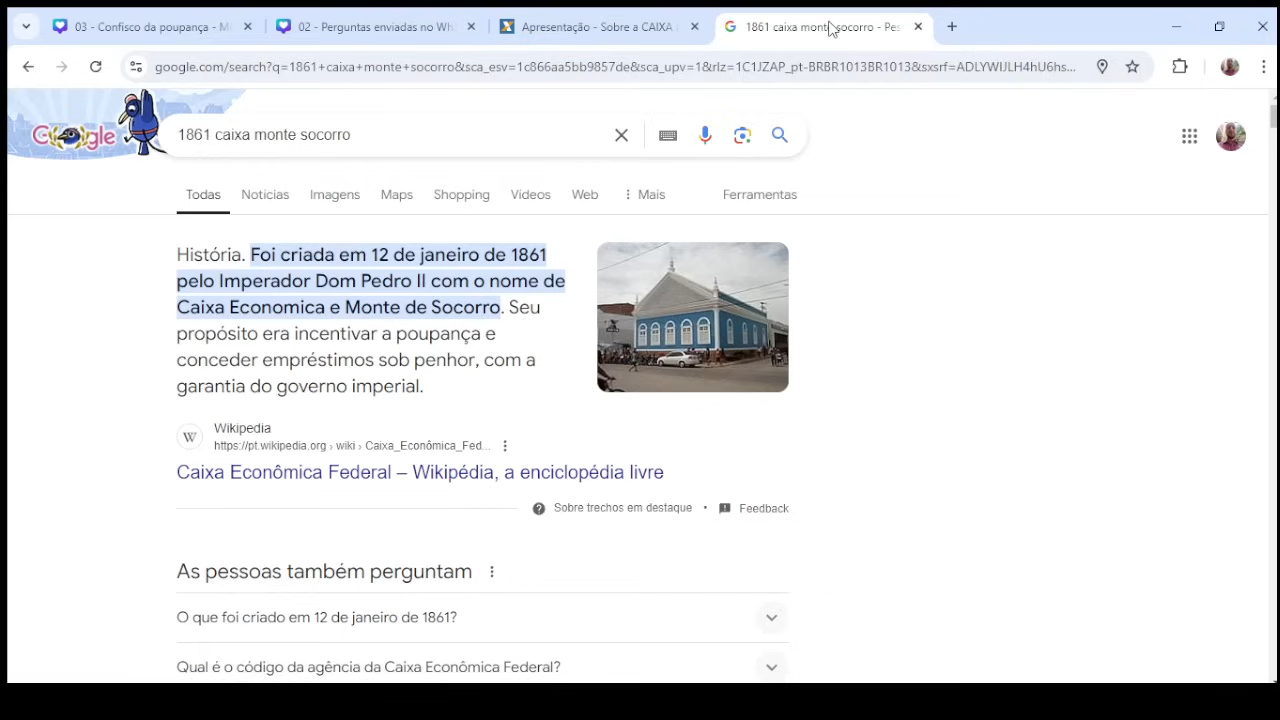 03 - Confisco da poupança - M
02 - Perguntas enviadas no Wh
Apresentação - Sobre a CAIXA
1861 caixa monte socorro - Pes
google.com/search?q=1861+caixa+monte+socorro&sca_esv=1c866aa5bb9857de&sca_upv=1&rlz=1C1JZAP_pt-BRBR1013BR1013&sxsrf=ADLYWIJLH4hU6hs...
Google
1861 caixa monte socorro
Todas Notícias Imagens Maps Shopping Vídeos Web Mais Ferramentas
História. Foi criada em 12 de janeiro de 1861
pelo Imperador Dom Pedro II com o nome de
Caixa Economica e Monte de Socorro. Seu
propósito era incentivar a poupança e
conceder empréstimos sob penhor, com a
garantia do governo imperial.
W
Wikipedia
https://pt.wikipedia.org › wiki › Caixa_Econômica_Fed...
Caixa Econômica Federal – Wikipédia, a enciclopédia livre
Sobre trechos em destaque • Feedback
As pessoas também perguntam
O que foi criado em 12 de janeiro de 1861?
Qual é o código da agência da Caixa Econômica Federal?